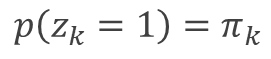 p(z_k = 1) = π_k